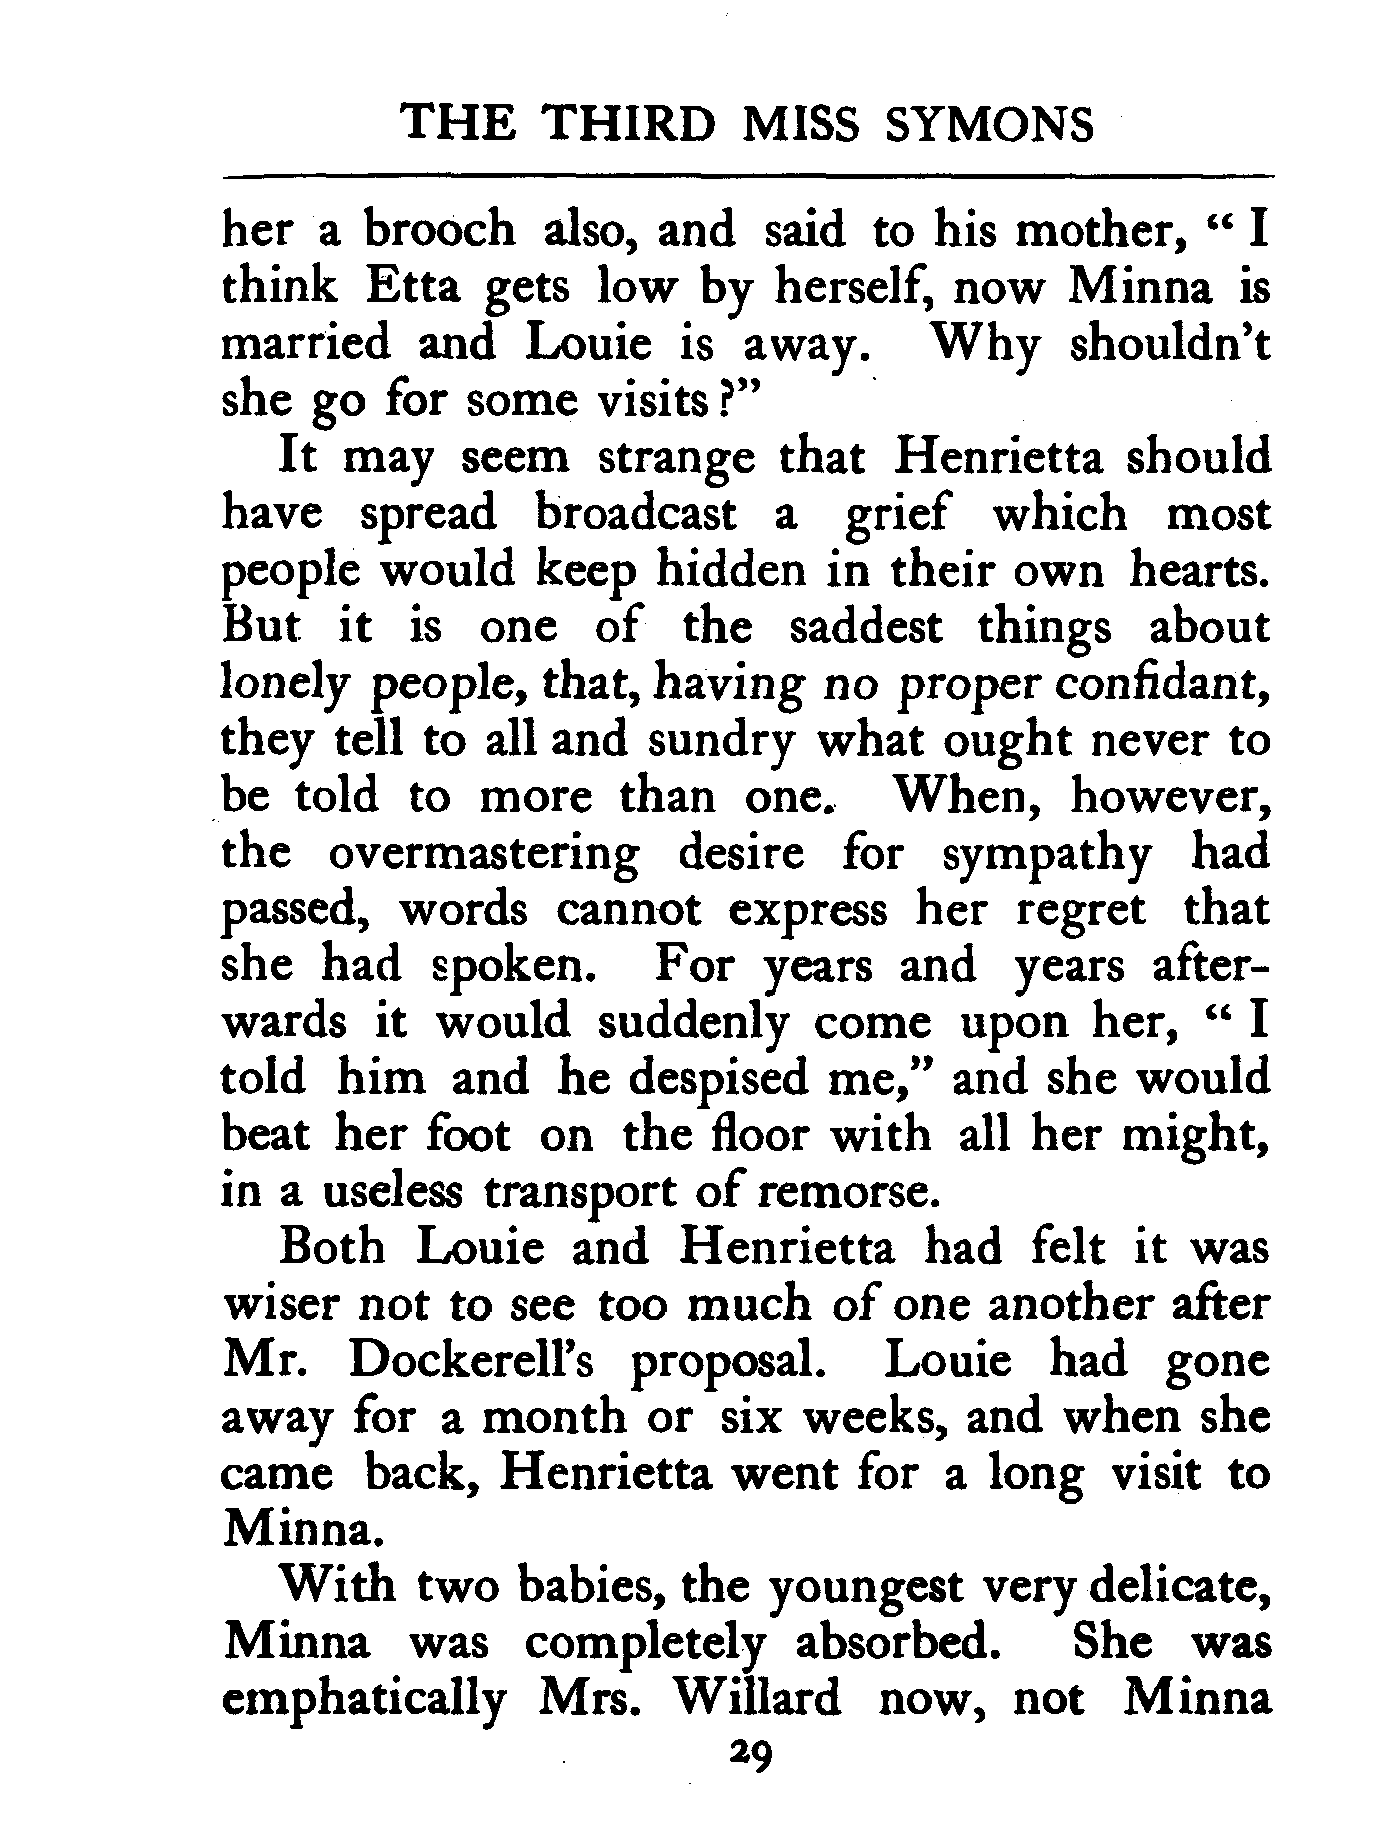 THE THIRD MISS SYMONS
her a brooch also, and said to his mother, “ I
think Etta gets low by herself, now Minna is
married and Louie is away. Why shouldn’t
she go for some visits ?”
It may seem strange that Henrietta should
have spread broadcast a grief which most
people would keep hidden in their own hearts.
But it is one of the saddest things about
lonely people, that, having no proper confidant,
they tell to all and sundry what ought never to
be told to more than one. When, however,
the overmastering desire for sympathy had
passed, words cannot express her regret that
she had spoken. For years and years after-
wards it would suddenly come upon her, “ I
told him and he despised me,” and she would
beat her foot on the floor with all her might,
in a useless transport of remorse.
Both Louie and Henrietta had felt it was
wiser not to see too much of one another after
Mr. Dockerell’s proposal. Louie had gone
away for a month or six weeks, and when she
came back, Henrietta went for a long visit to
Minna.
With two babies, the youngest very delicate,
Minna was completely absorbed. She was
emphatically Mrs. Willard now, not Minna
29